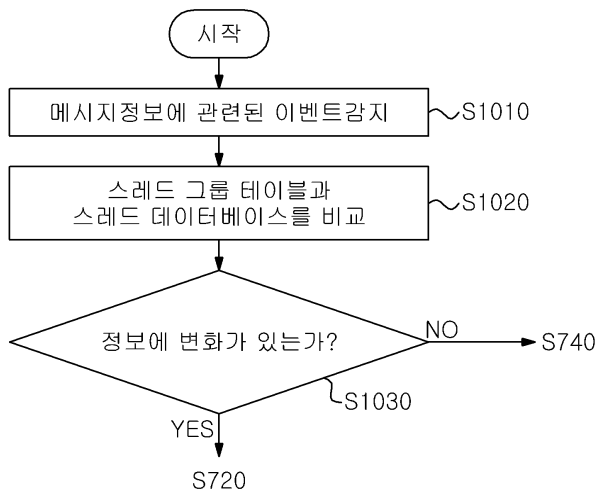 시작
메시지정보에 관련된 이벤트감지
S1010
스레드 그룹 테이블과
스레드 데이터베이스를 비교
S1020
정보에 변화가 있는가?
NO
S740
S1030
YES
S720